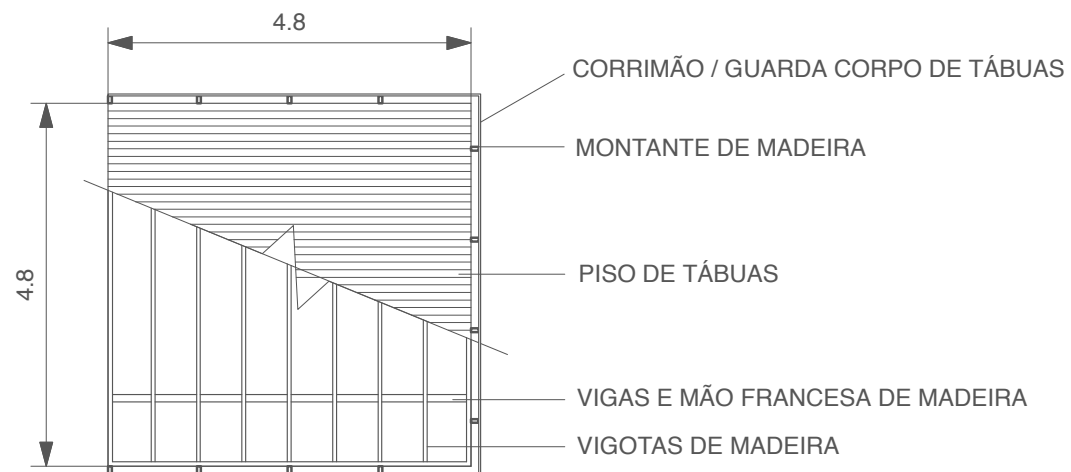 4.8
CORRIMÃO / GUARDA CORPO DE TÁBUAS
MONTANTE DE MADEIRA
4.8
PISO DE TÁBUAS
VIGAS E MÃO FRANCESA DE MADEIRA
VIGOTAS DE MADEIRA